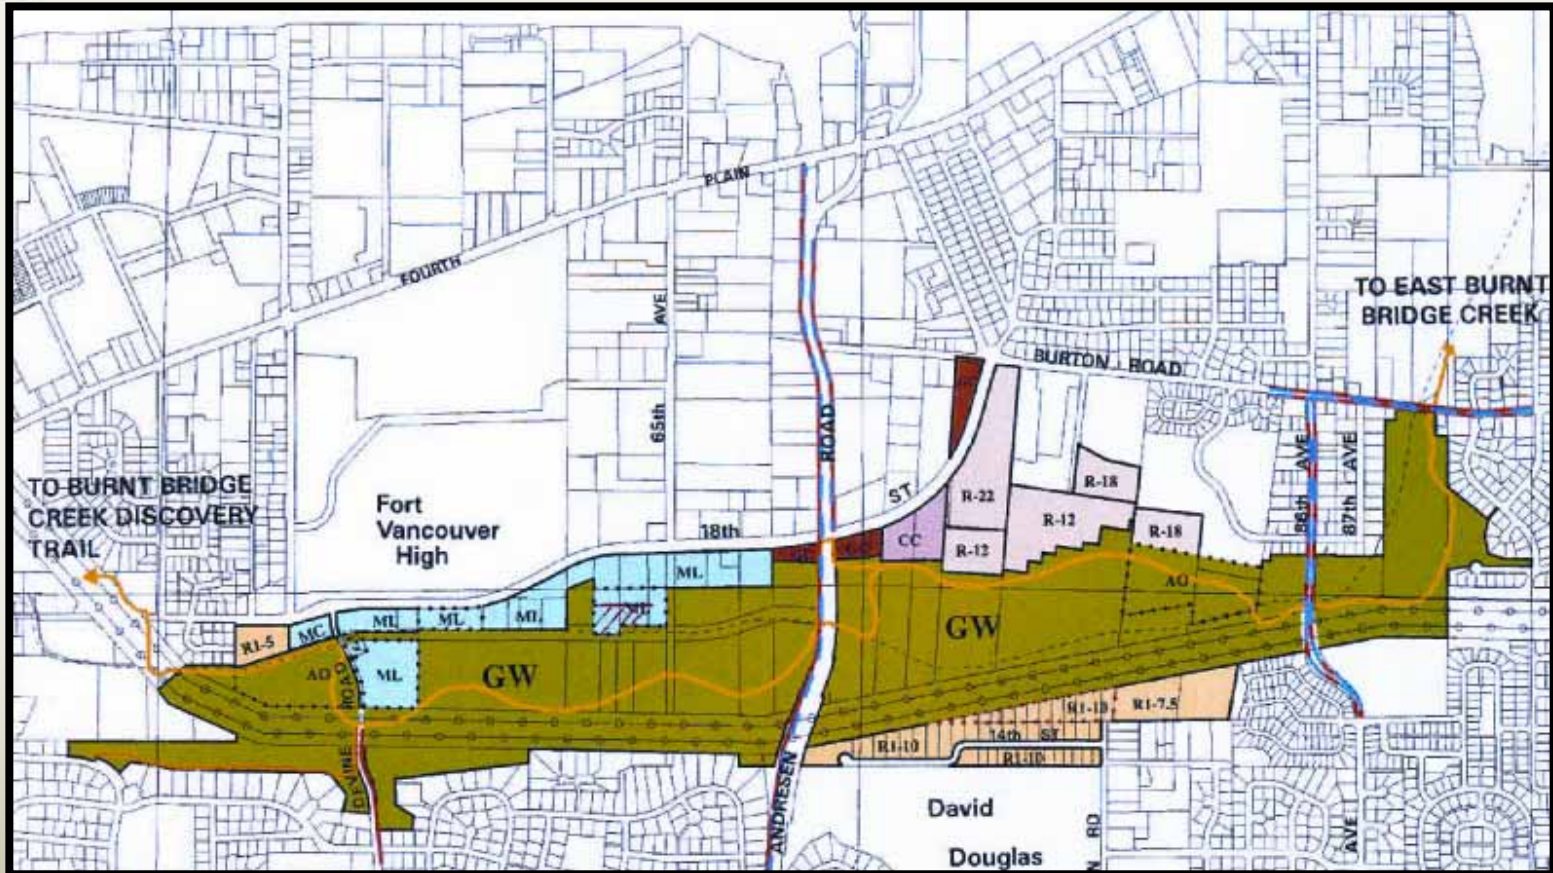 PLAIN
FOURTH
TO EAST BURNT
BRIDGE CREEK
BURTON ROAD
65th AVE
ROAD
86th AVE
87th AVE
R-18
R-22
TO BURNT BRIDGE
CREEK DISCOVERY
TRAIL
Fort
Vancouver
High
18th ST
R-12
R-18
CC
R-12
ML
AO
ML
ML
ML
MC
R1-5
GW
AO
ML
GW
DEVINE ROAD
R1-10
R1-7.5
14th ST
R1-10
R1-10
ANDRESEN
David
Douglas
RD
AVE